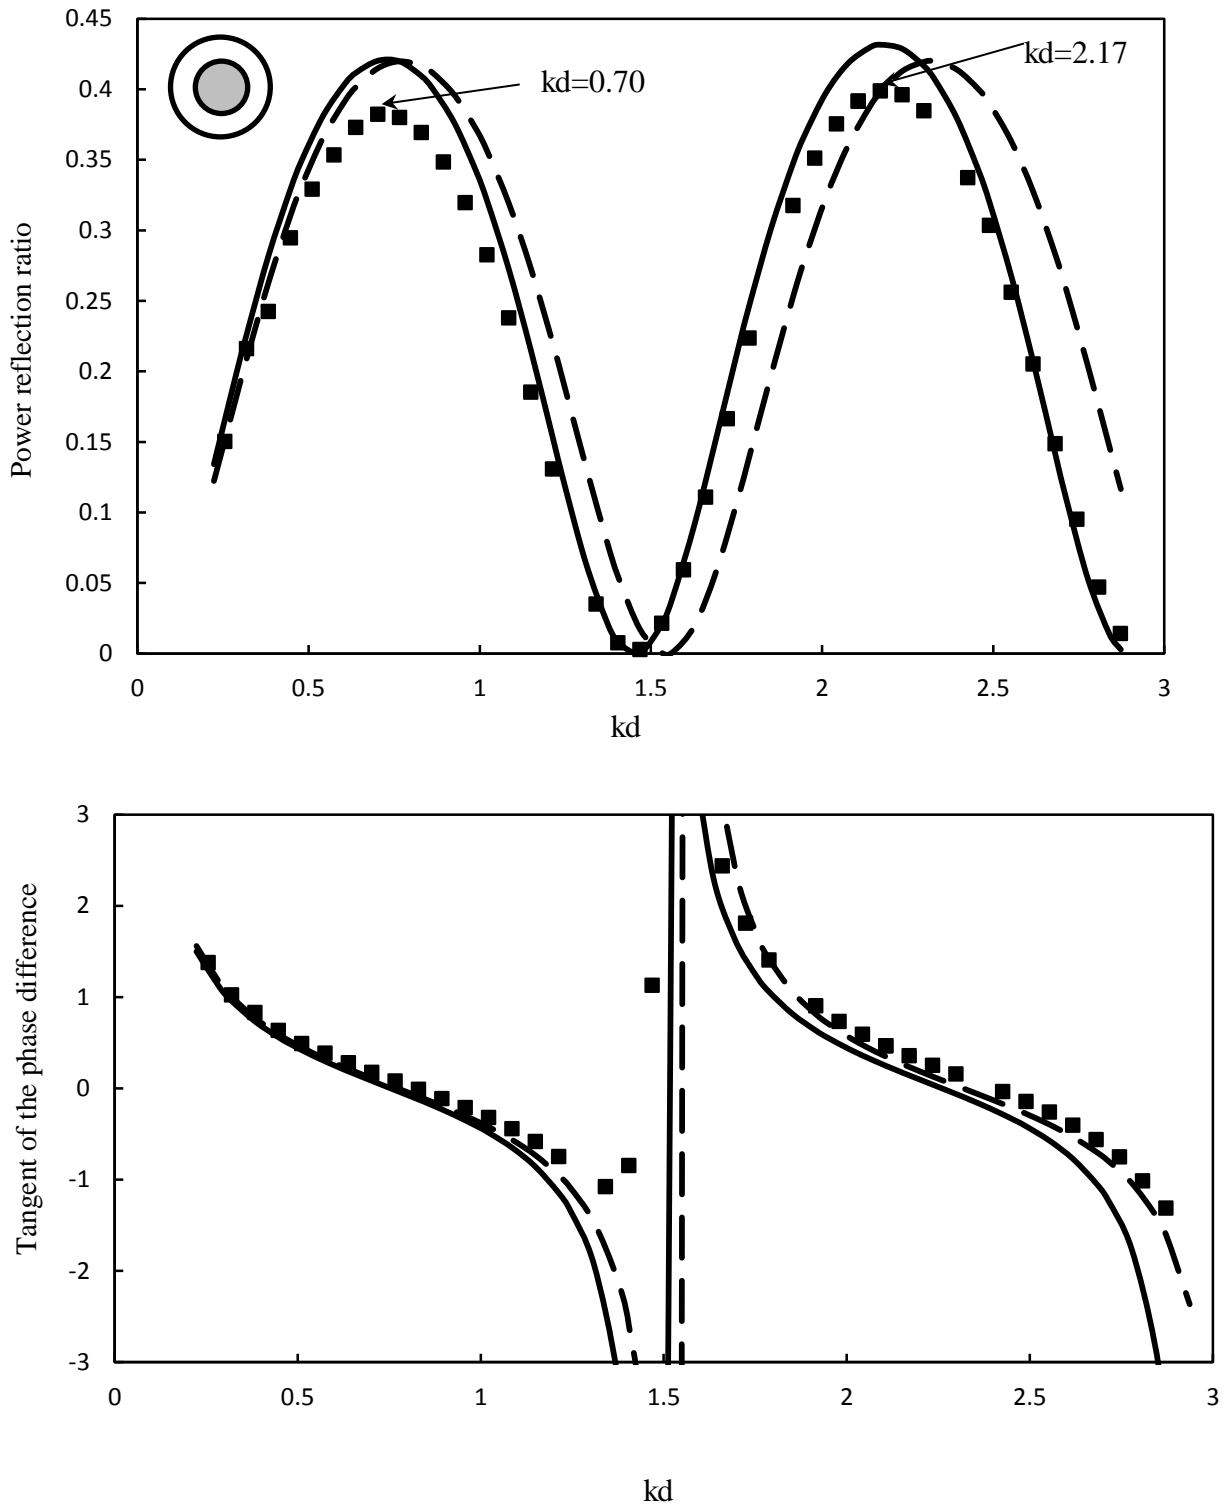 Power reflection ratio
0.45
0.4
0.35
0.3
0.25
0.2
0.15
0.1
0.05
0
kd=0.70
kd=2.17
0 0.5 1 1.5 2 2.5 3
kd
Tangent of the phase difference
3
2
1
0
-1
-2
-3
0 0.5 1 1.5 2 2.5 3
kd